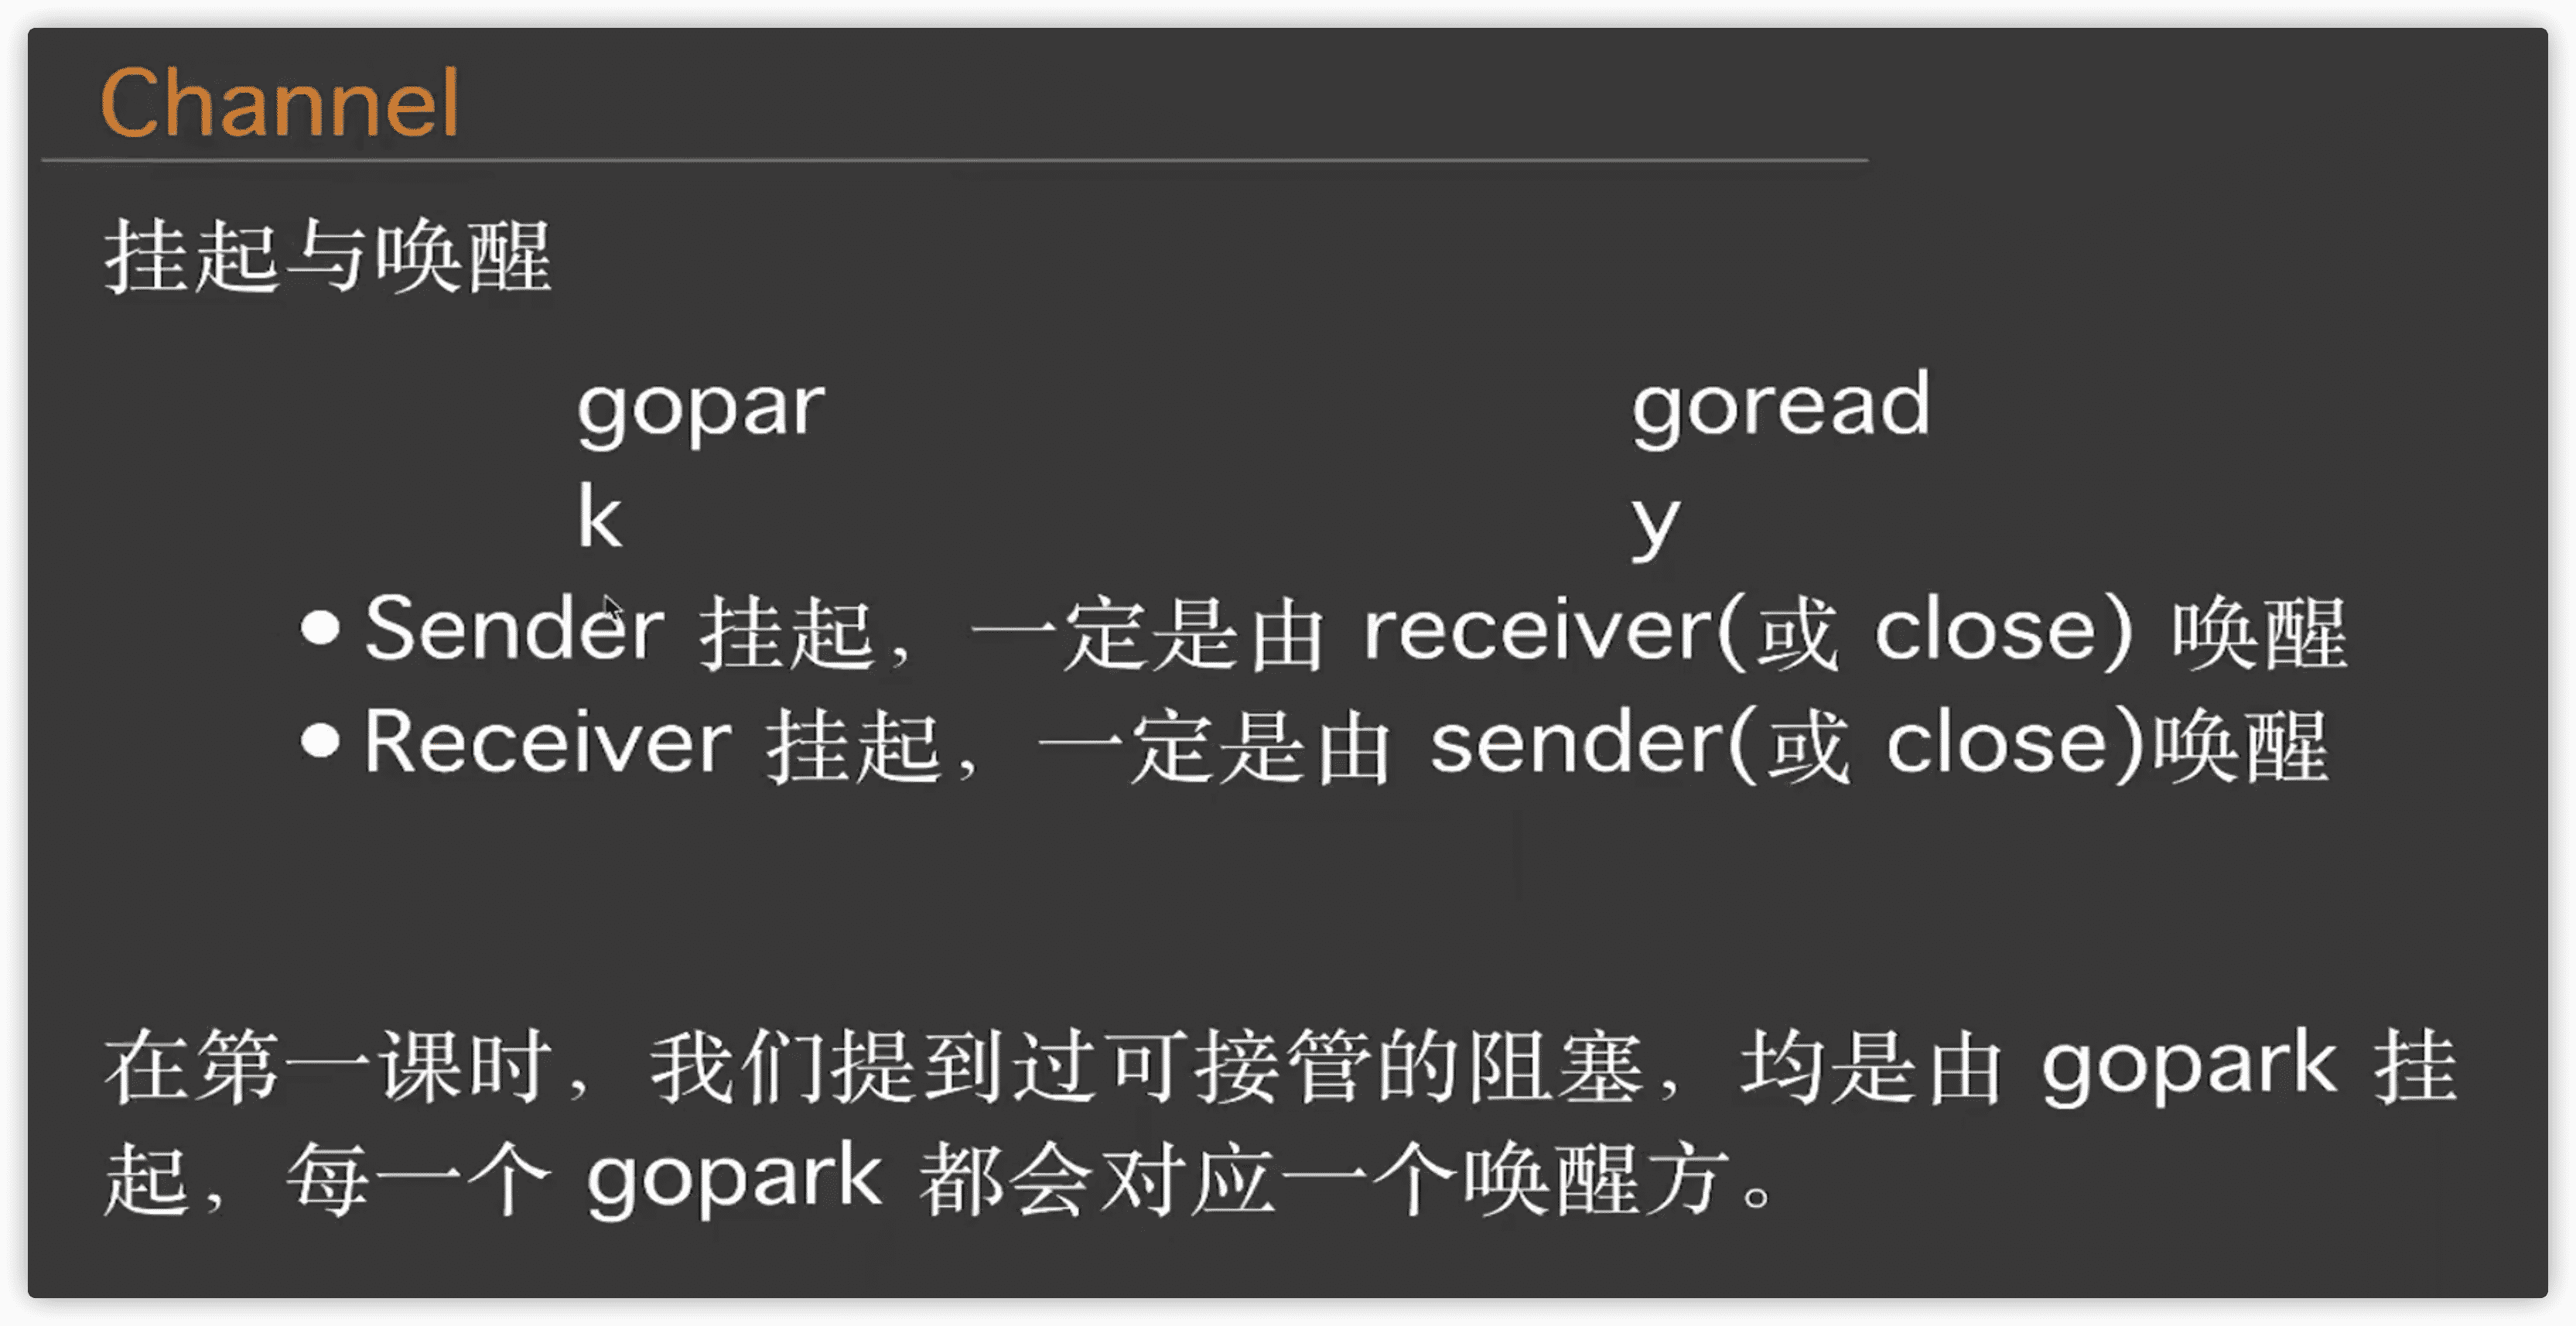 Channel
挂起与唤醒
gopar
k
goread
y
• Sender 挂起，一定是由 receiver(或 close) 唤醒
• Receiver 挂起，一定是由 sender(或 close)唤醒
在第一课时，我们提到过可接管的阻塞，均是由 gopark 挂
起，每一个 gopark 都会对应一个唤醒方。